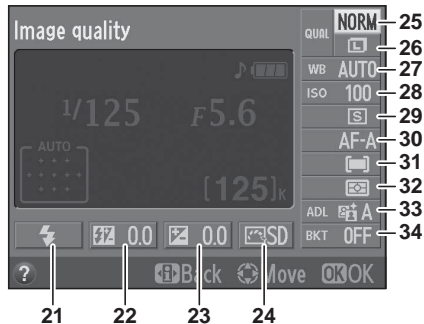 Image quality
QUAL NORM 25
L 26
WB AUTO 27
ISO 100 28
S 29
1/125 F5.6
AF-A 30
AUTO
31
32
[125]K
ADL A 33
0.0 0.0 SD
BKT OFF 34
? Back Move OK OK
21 22 23 24